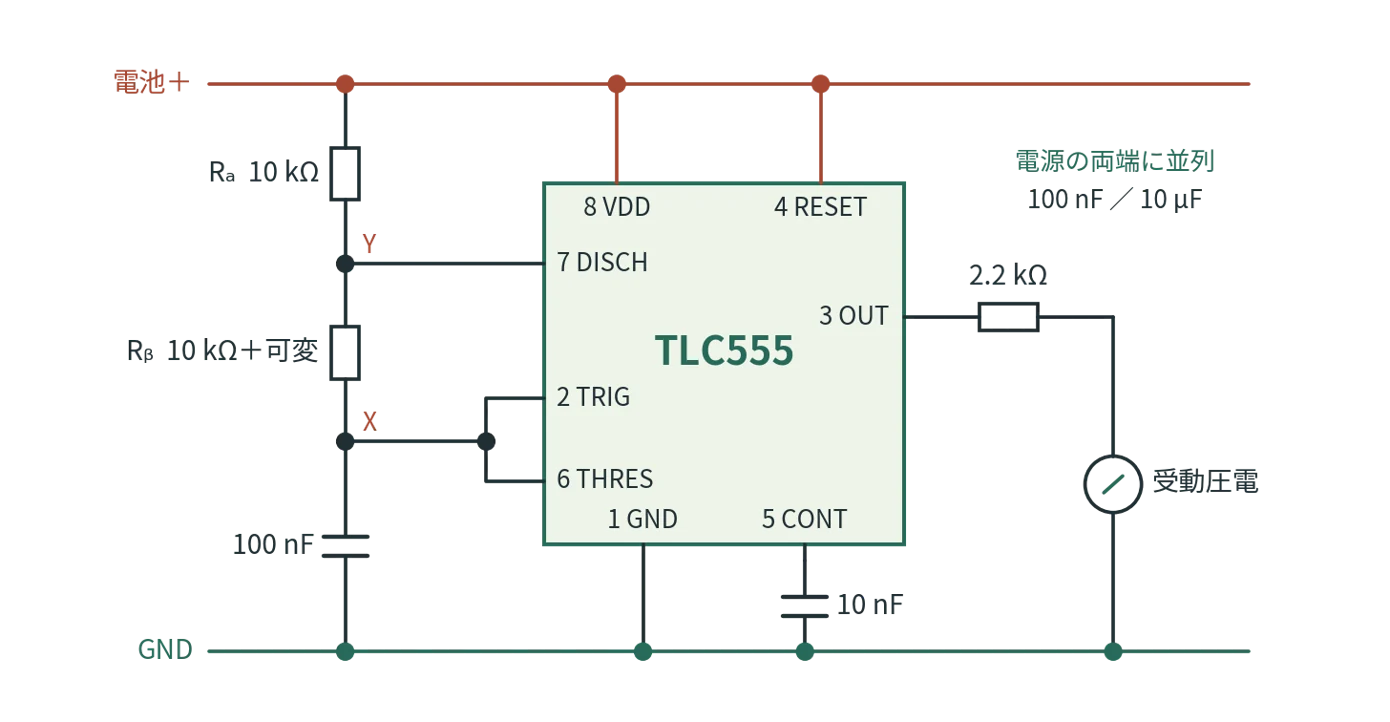 電池＋
Rₐ 10 kΩ
Y
Rᵦ 10 kΩ＋可変
X
100 nF
GND
8 VDD
4 RESET
7 DISCH
3 OUT
TLC555
2 TRIG
6 THRES
1 GND
5 CONT
10 nF
電源の両端に並列
100 nF ／ 10 µF
2.2 kΩ
受動圧電